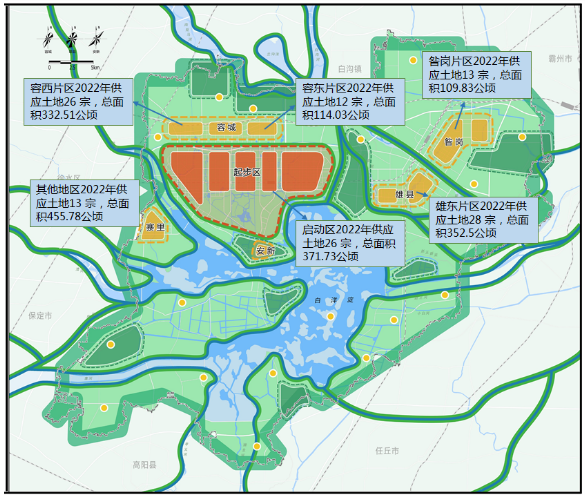 白沟镇
霸州市
容西片区2022年供
应土地26 宗，总面
积332.51公顷
容东片区2022年供
应土地12 宗，总面
积114.03公顷
昝岗片区2022年供
应土地13 宗，总面
积109.83公顷
5km
容城
昝岗
起步区
其他地区2022年供
应土地13 宗，总面
积455.78公顷
雄县
雄东片区2022年供
应土地28 宗，总面
积352.5公顷
寨里
安新
启动区2022年供应
土地26 宗，总面积
371.73公顷
白洋淀
保定市
高阳县
任丘市